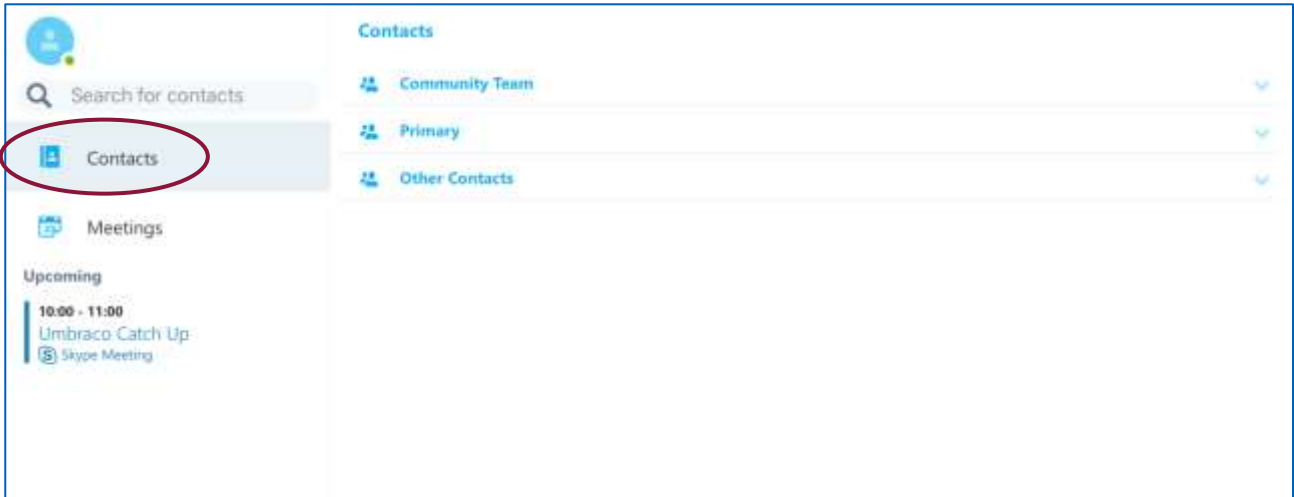 Search for contacts
Contacts
Meetings
Upcoming
10:00 - 11:00
Umbraco Catch Up
Skype Meeting
Contacts
Community Team
Primary
Other Contacts